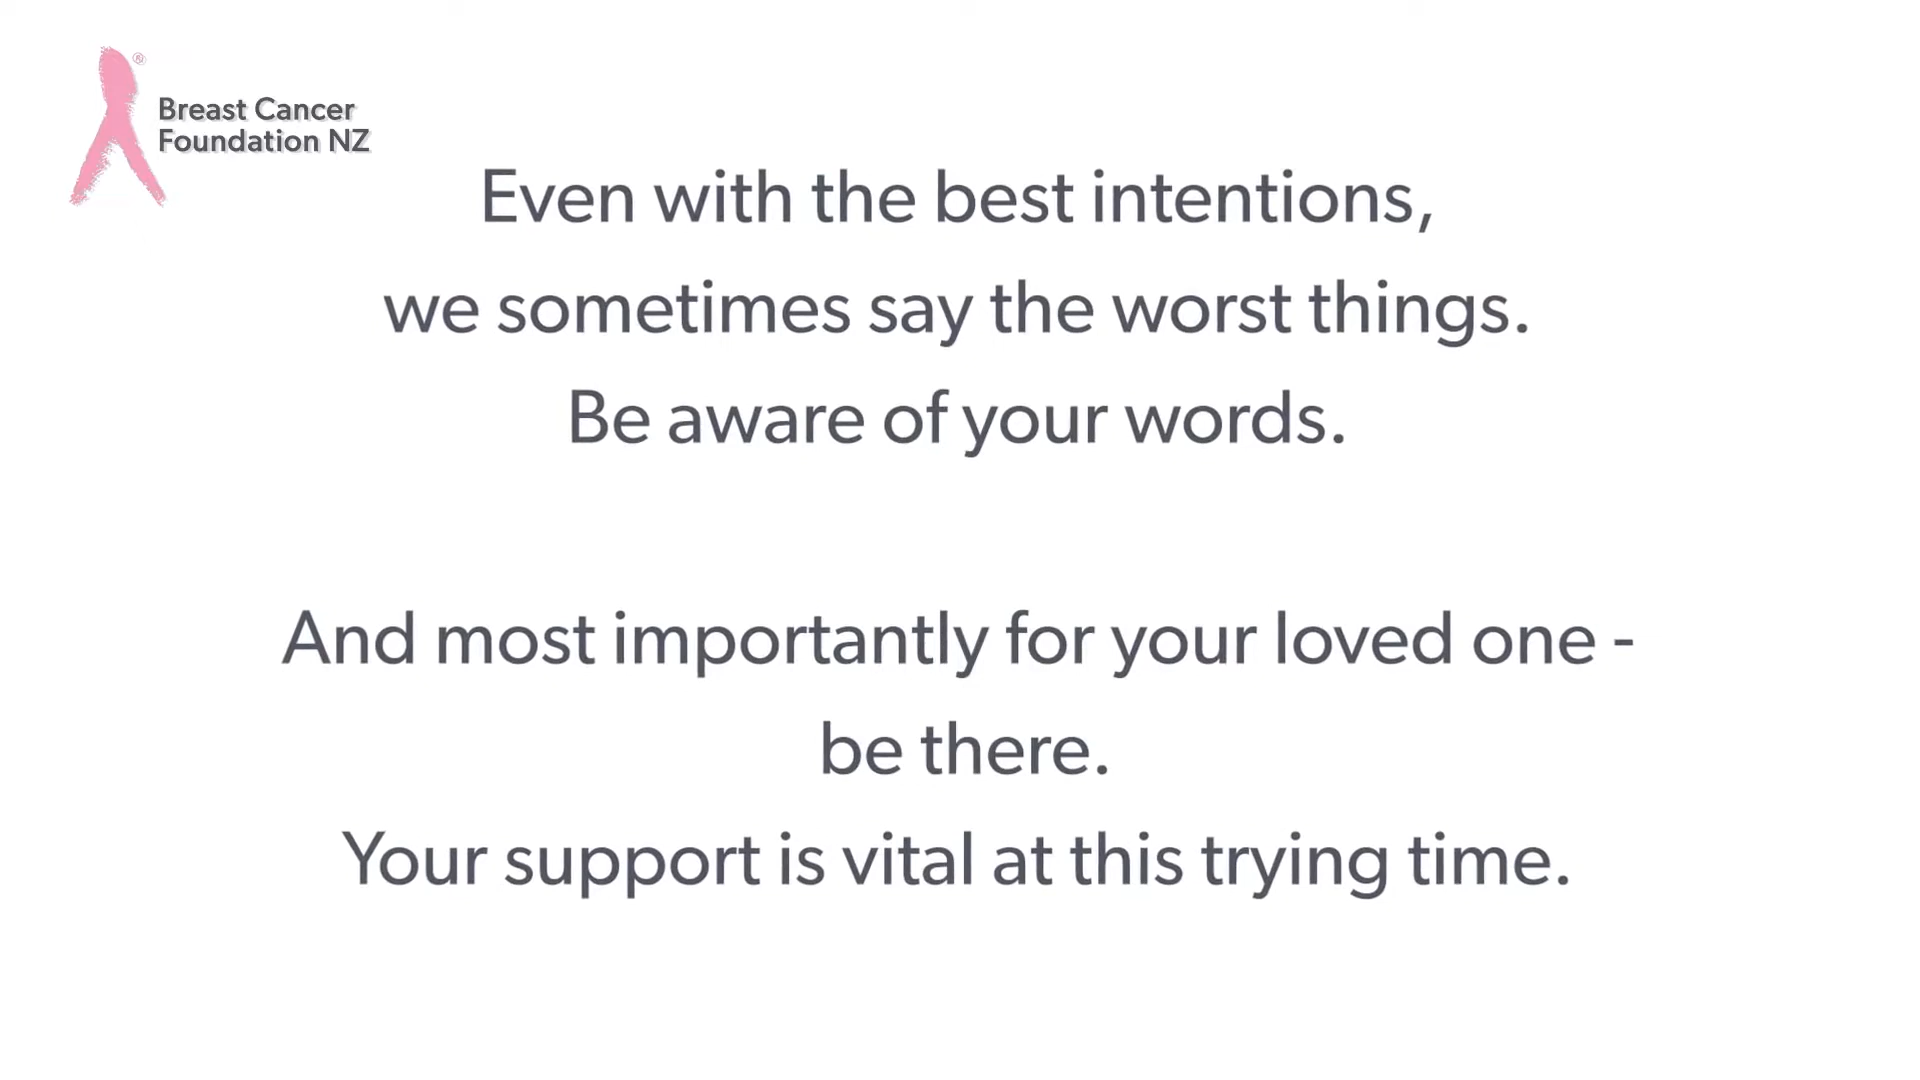 Breast Cancer
Foundation NZ
Even with the best intentions,
we sometimes say the worst things.
Be aware of your words.
And most importantly for your loved one -
be there.
Your support is vital at this trying time.